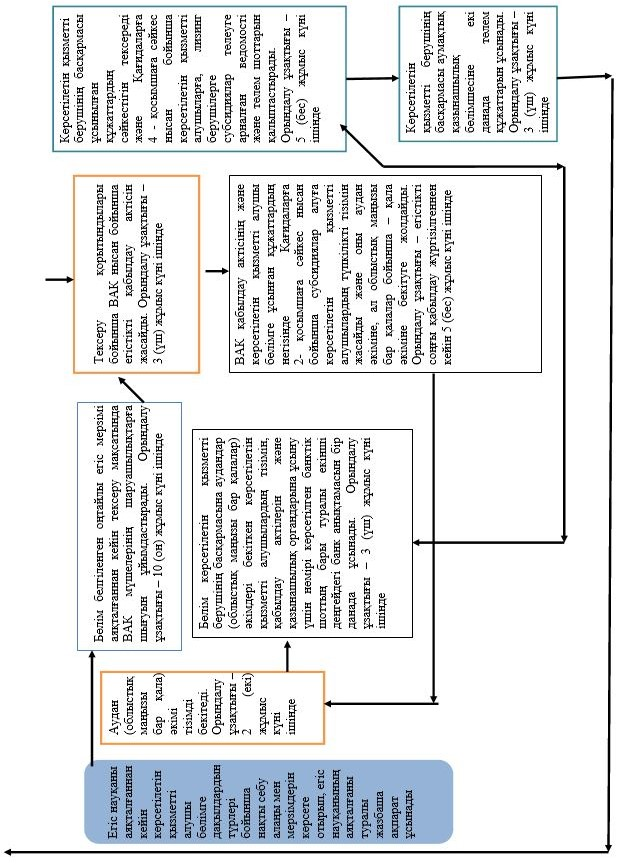 Егіс науқаны
аяқталғаннан
кейін
көрсетілетін
қызметті
алушы
бөлімге
дақылдардын
түрлері
бойынша
нақты себу
алаңы мен
мерзімдерін
көрсете
отырып, егіс
науқанының
аяқталғаны
туралы
жазбаша
ақпарат
ұсынады
Бөлім белгіленген оңтайлы егіс мерзімі
аяқталғаннан кейін тексеру мақсатында
ВАК мүшелерінің шаруашылықтарға
шығуын ұйымдастырады. Орындалу
ұзақтығы – 10 (он) жұмыс күні ішінде
Тексеру қорытындылары
бойынша ВАК нысан бойынша
егістікті қабылдау актісін
жасайды. Орындалу ұзақтығы –
3 (үш) жұмыс күні ішінде
ВАК қабылдау актісінің және
көрсетілетін қызметті алушы
бөлімге ұсынған құжаттардың
негізінде Қағидаларға
2- қосымшаға сәйкес нысан
бойынша субсидиялар алуға
көрсетілетін қызметті
алушылардың түпкілікті тізімін
жасайды және оны аудан
әкіміне, ал облыстық маңызы
бар қалалар бойынша – қала
әкіміне бекітуге жолдайды.
Орындалу ұзақтығы – егістікті
соңғы қабылдау жүргізілгеннен
кейін 5 (бес) жұмыс күні ішінде
Аудан
(облыстық
маңызы
бар қала)
әкімі
тізімді
бекітеді.
Орындалу
ұзақтығы –
2 (екі)
жұмыс
күні
ішінде
Бөлім көрсетілетін қызметті
берушінің басқармасына аудандар
(облыстық маңызы бар қалалар)
әкімдері бекіткен көрсетілетін
қызметті алушылардың тізімін,
қабылдау актілерін және
қазынашылық органдарына ұсыну
үшін нөмірі көрсетілген банктік
шоттың бары туралы екінші
деңгейдегі банк анықтамасын бір
данада ұсынады. Орындалу
ұзақтығы – 3 (үш) жұмыс күні
ішінде
Көрсетілетін қызметті
берушінің баскармасы
ұсынылған
құжаттардың
сәйкестігін тексереді
және Қағидаларға
4 - қосымшаға сәйкес
нысан бойынша
көрсетілетін қызметті
алушыларға, лизинг
берушілерге
субсидиялар төлеуге
арналған ведомості
және төлем шоттарын
қалыптастырады.
Орындалу ұзақтығы –
5 (бес) жұмыс күні
ішінде
Көрсетілетін
қызметті берушінің
басқармасы аумақтық
қазынашылық
бөлімшесіне екі
данада төлем
құжаттарын ұсынады.
Орындалу ұзақтығы –
3 (үш) жұмыс күні
ішінде